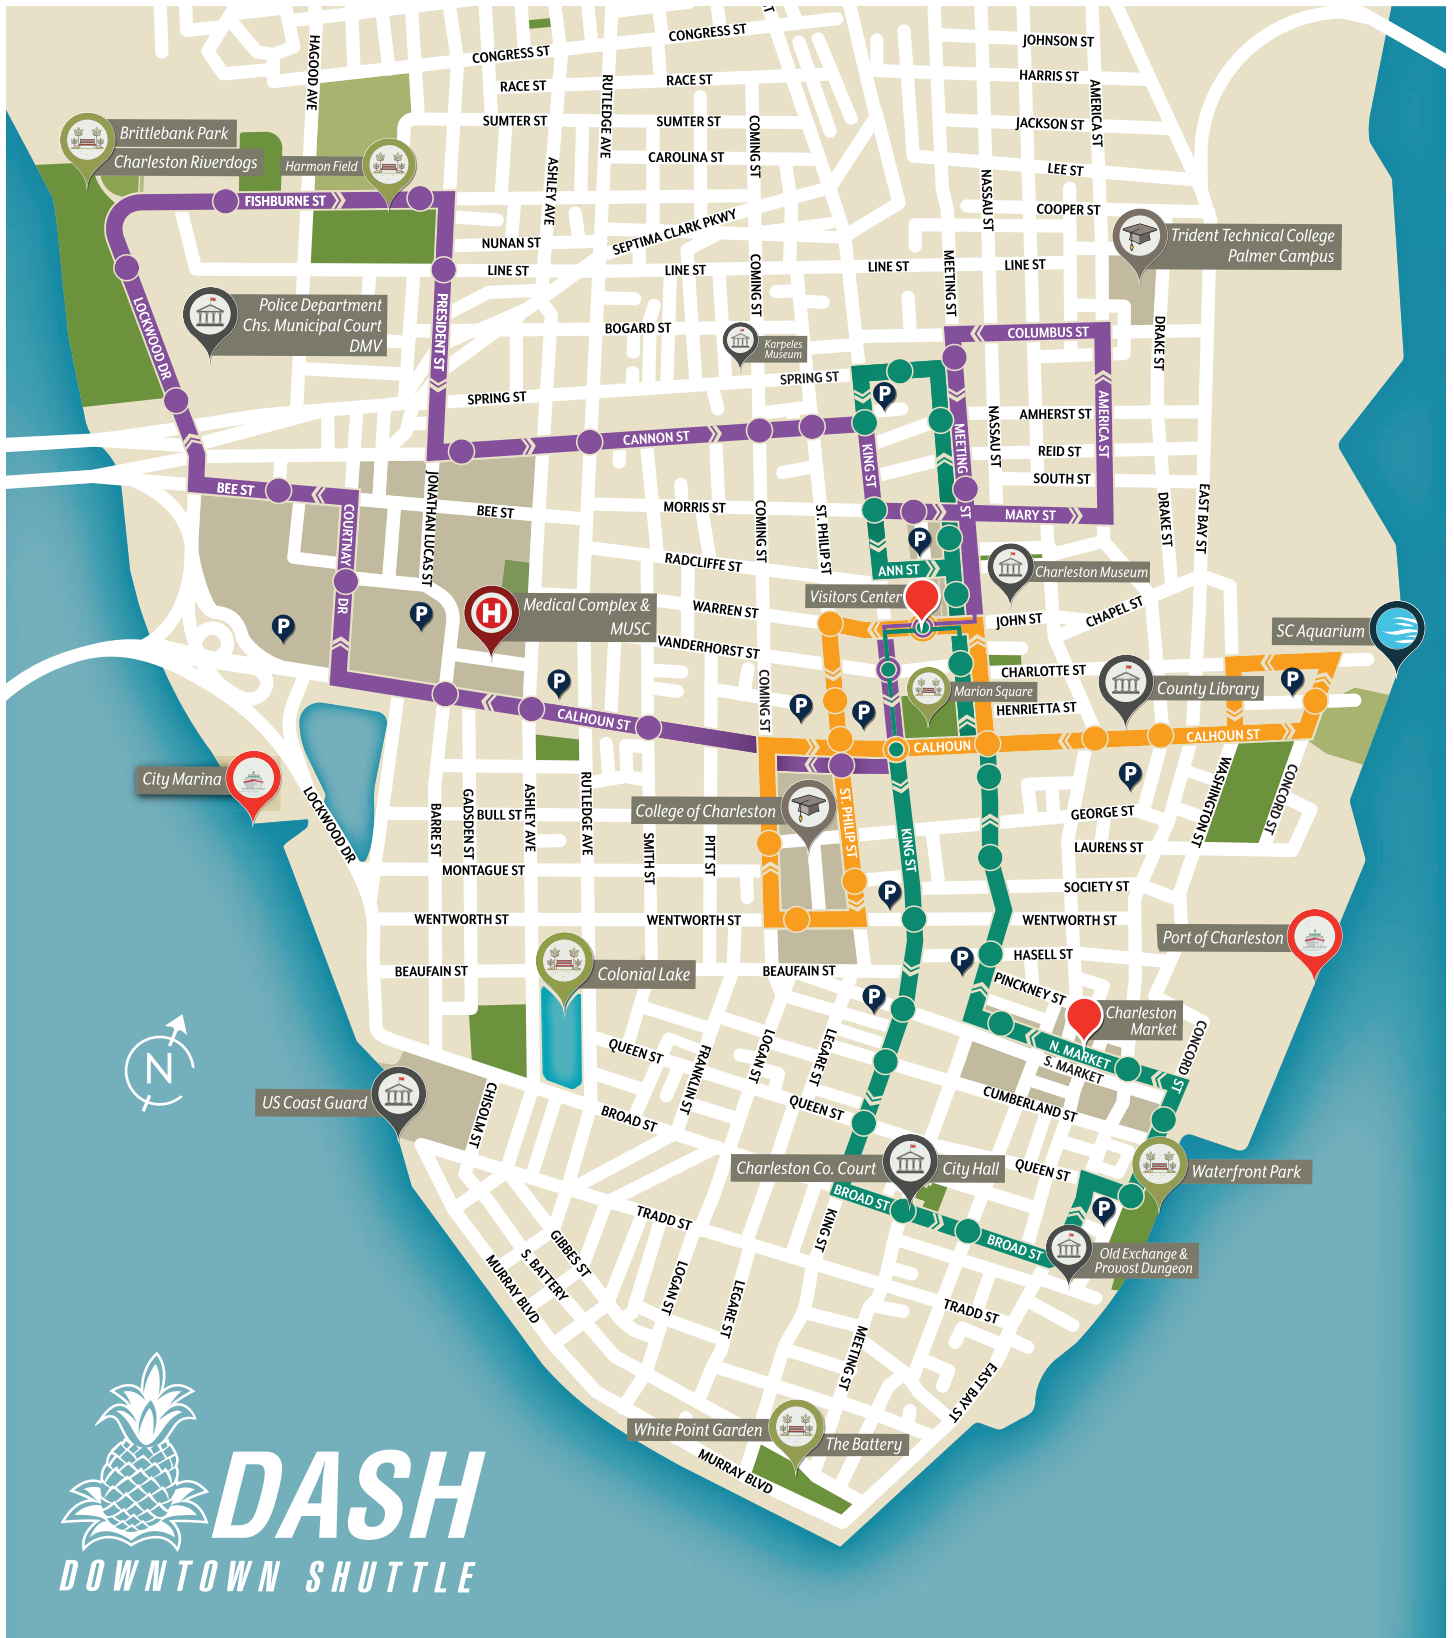 CONGRESS ST
CONGRESS ST
JOHNSON ST
HAGOOD AVE
RACE ST
RACE ST
RUTLEDGE AVE
HARRIS ST
AMERICA ST
SUMTER ST
SUMTER ST
COMING ST
JACKSON ST
Brittlebank Park
Charleston Riverdogs
Harmon Field
CAROLINA ST
ASHLEY AVE
LEE ST
NASSAU ST
FISHBURNE ST
COOPER ST
SEPTIMA CLARK PKWY
NUNAN ST
Trident Technical College
Palmer Campus
LINE ST
LINE ST
LINE ST
LINE ST
COMING ST
MEETING ST
LOCKWOOD DR
PRESIDENT ST
Police Department
Chs. Municipal Court
DMV
BOGARD ST
Karpeles
Museum
COLUMBUS ST
DRAKE ST
SPRING ST
SPRING ST
P
AMHERST ST
NASSAU ST
AMERICA ST
CANNON ST
KING ST
MEETING ST
REID ST
SOUTH ST
BEE ST
BEE ST
JONATHAN LUCAS ST
COURTNAY DR
MORRIS ST
COMING ST
ST. PHILIP ST
MARY ST
DRAKE ST
EAST BAY ST
P
RADCLIFFE ST
ANN ST
Charleston Museum
Visitors Center
H
Medical Complex &
MUSC
WARREN ST
JOHN ST
CHAPEL ST
P
P
VANDERHORST ST
SC Aquarium
CHARLOTTE ST
COMING ST
Marion Square
County Library
P
P
HENRIETTA ST
P
P
CALHOUN ST
CALHOUN
CALHOUN ST
City Marina
LOCKWOOD DR
P
WASHINGTON ST
CONCORD ST
College of Charleston
ST. PHILIP ST
KING ST
GEORGE ST
BARRE ST
GADSDEN ST
BULL ST
ASHLEY AVE
RUTLEDGE AVE
SMITH ST
PITT ST
LAURENS ST
MONTAGUE ST
SOCIETY ST
P
WENTWORTH ST
WENTWORTH ST
WENTWORTH ST
Port of Charleston
BEAUFAIN ST
Colonial Lake
BEAUFAIN ST
P
HASELL ST
P
PINCKNEY ST
Charleston
Market
N
QUEEN ST
FRANKLIN ST
LOGAN ST
LEGARE ST
N. MARKET
S. MARKET
CONCORD ST
US Coast Guard
CHISOLM ST
BROAD ST
QUEEN ST
CUMBERLAND ST
Charleston Co. Court
City Hall
QUEEN ST
Waterfront Park
BROAD ST
P
TRADD ST
KING ST
BROAD ST
Old Exchange &
Provost Dungeon
GIBBES ST
S. BATTERY
MURRAY BLVD
LOGAN ST
LEGARE ST
TRADD ST
MEETING ST
EAST BAY ST
White Point Garden
The Battery
MURRAY BLVD
DASH
DOWNTOWN SHUTTLE